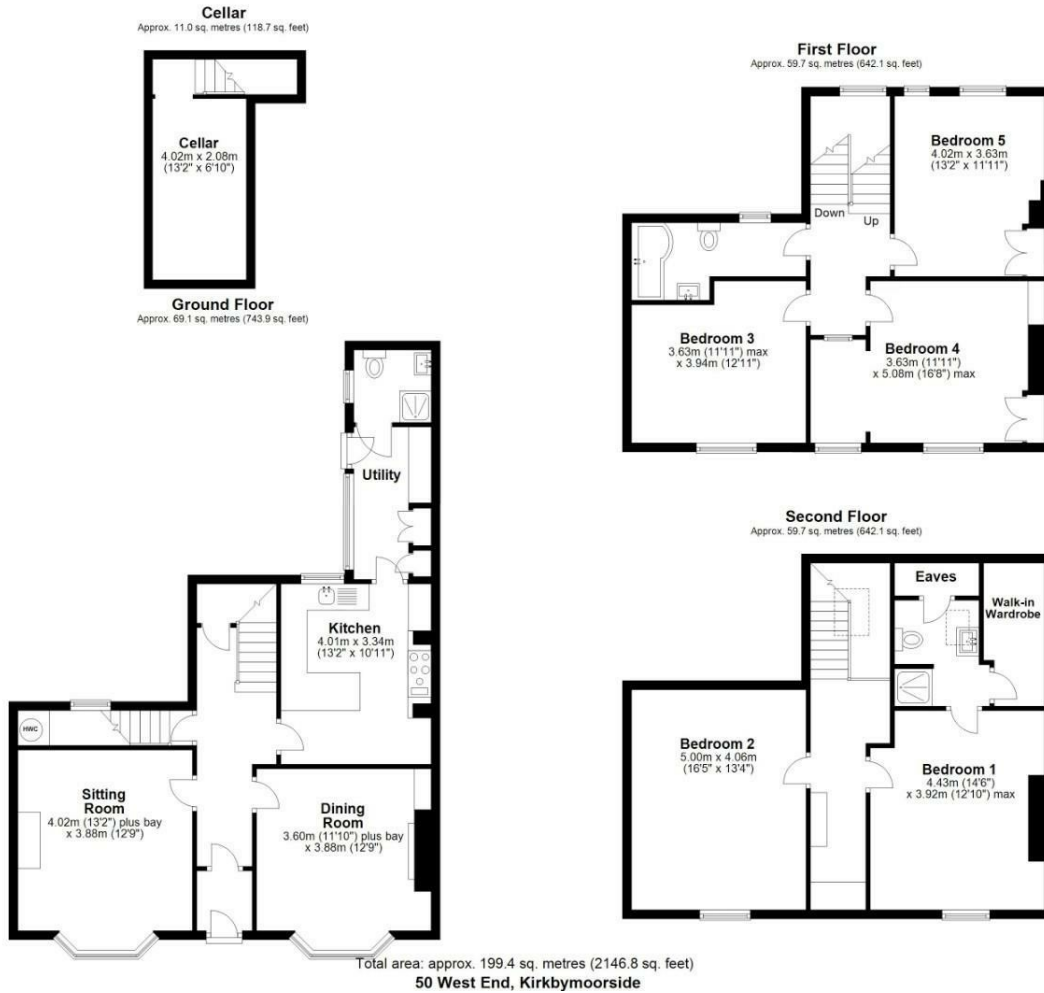 Cellar
Approx. 11.0 sq. metres (118.7 sq. feet)
Cellar
4.02m x 2.08m
(13'2" x 6'10")
Ground Floor
Approx. 69.1 sq. metres (743.9 sq. feet)
Utility
Kitchen
4.01m x 3.34m
(13'2" x 10'11")
HWC
Sitting
Room
4.02m (13'2") plus bay
x 3.88m (12'9")
Dining
Room
3.60m (11'10") plus bay
x 3.88m (12'9")
First Floor
Approx. 59.7 sq. metres (642.1 sq. feet)
Bedroom 5
4.02m x 3.63m
(13'2" x 11'11")
Down
Up
Bedroom 3
3.63m (11'11") max
x 3.94m (12'11")
Bedroom 4
3.63m (11'11")
x 5.08m (16'8") max
Second Floor
Approx. 59.7 sq. metres (642.1 sq. feet)
Eaves
Walk-in
Wardrobe
Bedroom 2
5.00m x 4.06m
(16'5" x 13'4")
Bedroom 1
4.43m (14'6")
x 3.92m (12'10") max
Total area: approx. 199.4 sq. metres (2146.8 sq. feet)
50 West End, Kirkbymoorside